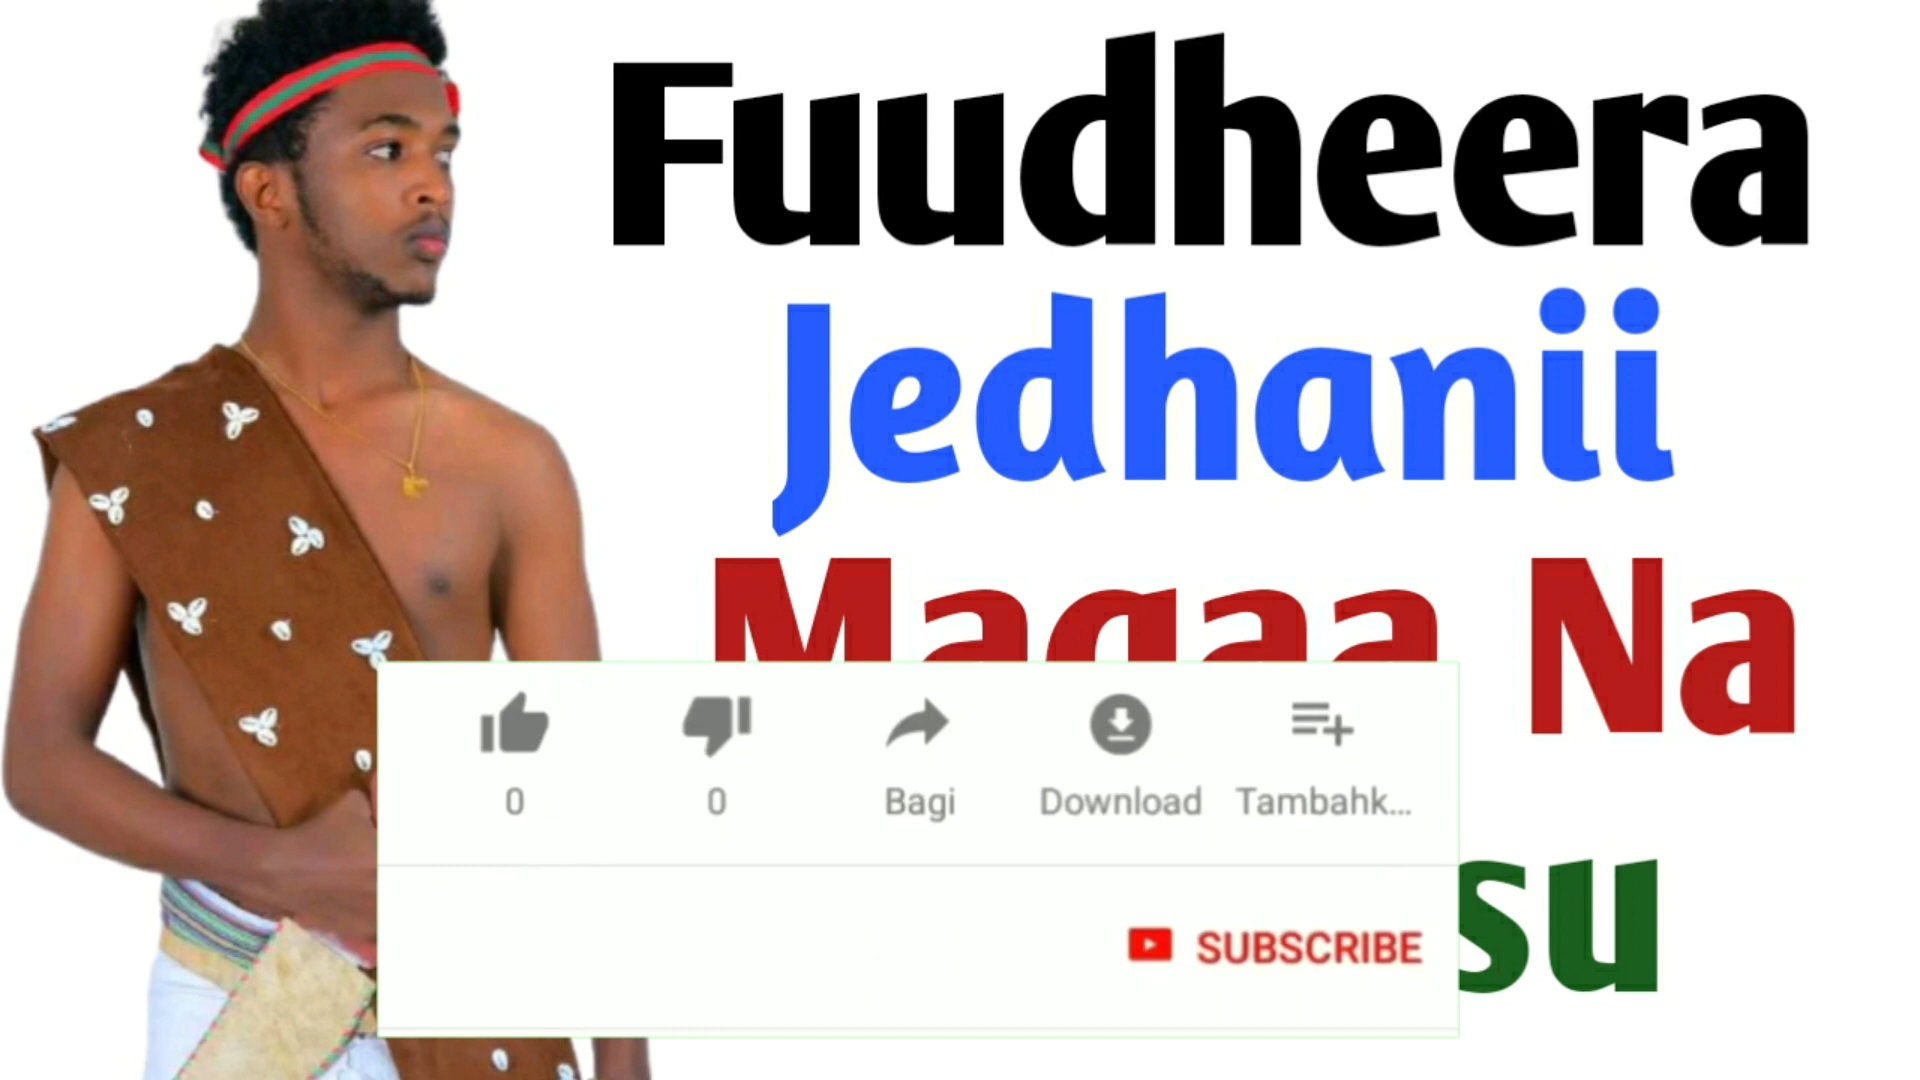 Fuudheera
Jedhanii
Na
0 0 Bagi Download Tambahk...
su
SUBSCRIBE